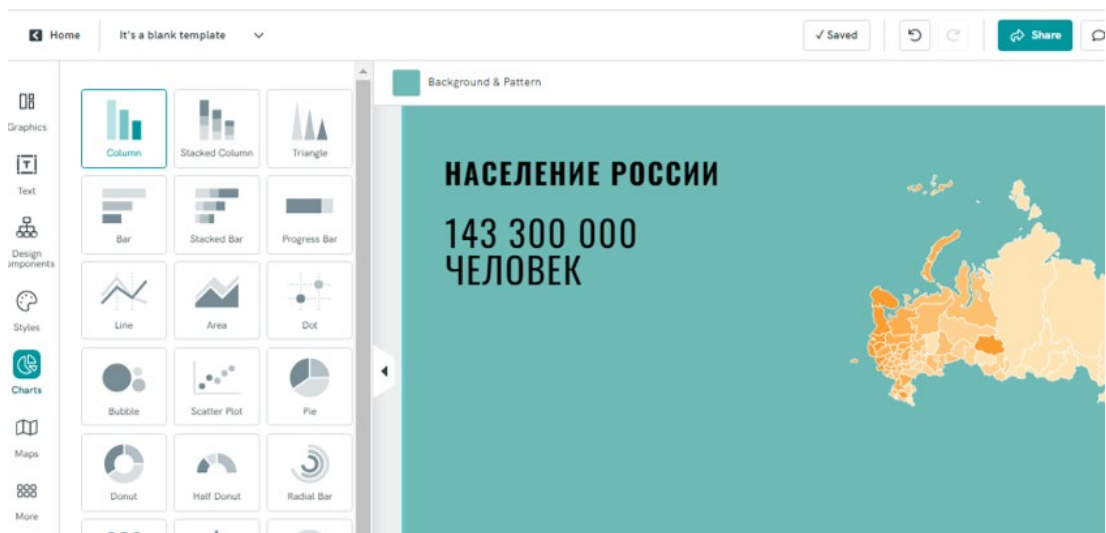 Home
It's a blank template
✓ Saved
Share
Background & Pattern
Graphics
Text
Design
Styles
Charts
Maps
More
Column
Stacked Column
Triangle
Bar
Stacked Bar
Progress Bar
Line
Area
Dot
Bubble
Scatter Plot
Pie
Donut
Half Donut
Radial Bar
НАСЕЛЕНИЕ РОССИИ
143 300 000
ЧЕЛОВЕК